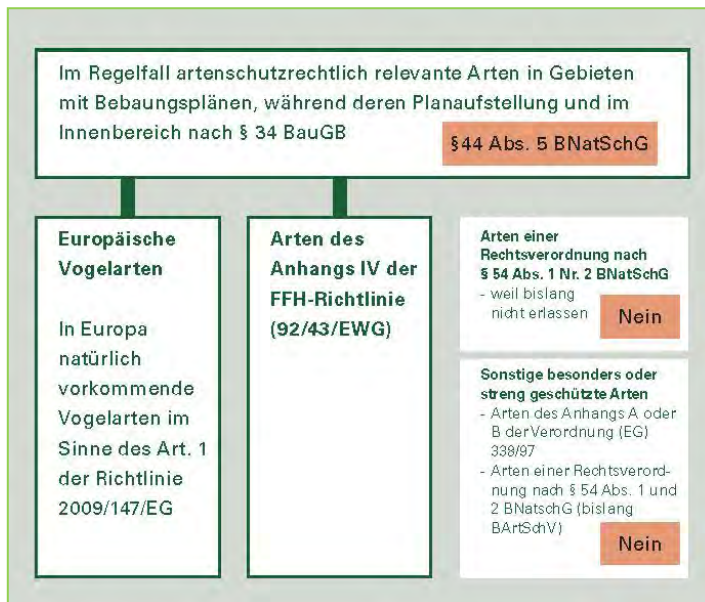 Im Regelfall artenschutzrechtlich relevante Arten in Gebieten
mit Bebaungsplänen, während deren Planaufstellung und im
Innenbereich nach § 34 BauGB
§44 Abs. 5 BNatSchG
Europäische
Vogelarten
In Europa
natürlich
vorkommende
Vogelarten im
Sinne des Art. 1
der Richtlinie
2009/147/EG
Arten des
Anhangs IV der
FFH-Richtlinie
(92/43/EWG)
Arten einer
Rechtsverordnung nach
§ 54 Abs. 1 Nr. 2 BNatSchG
- weil bislang
nicht erlassen
Nein
Sonstige besonders oder
streng geschützte Arten
- Arten des Anhangs A oder
B der Verordnung (EG)
338/97
- Arten einer Rechtsverord-
nung nach § 54 Abs. 1 und
2 BNatschG (bislang
BArtSchV)
Nein